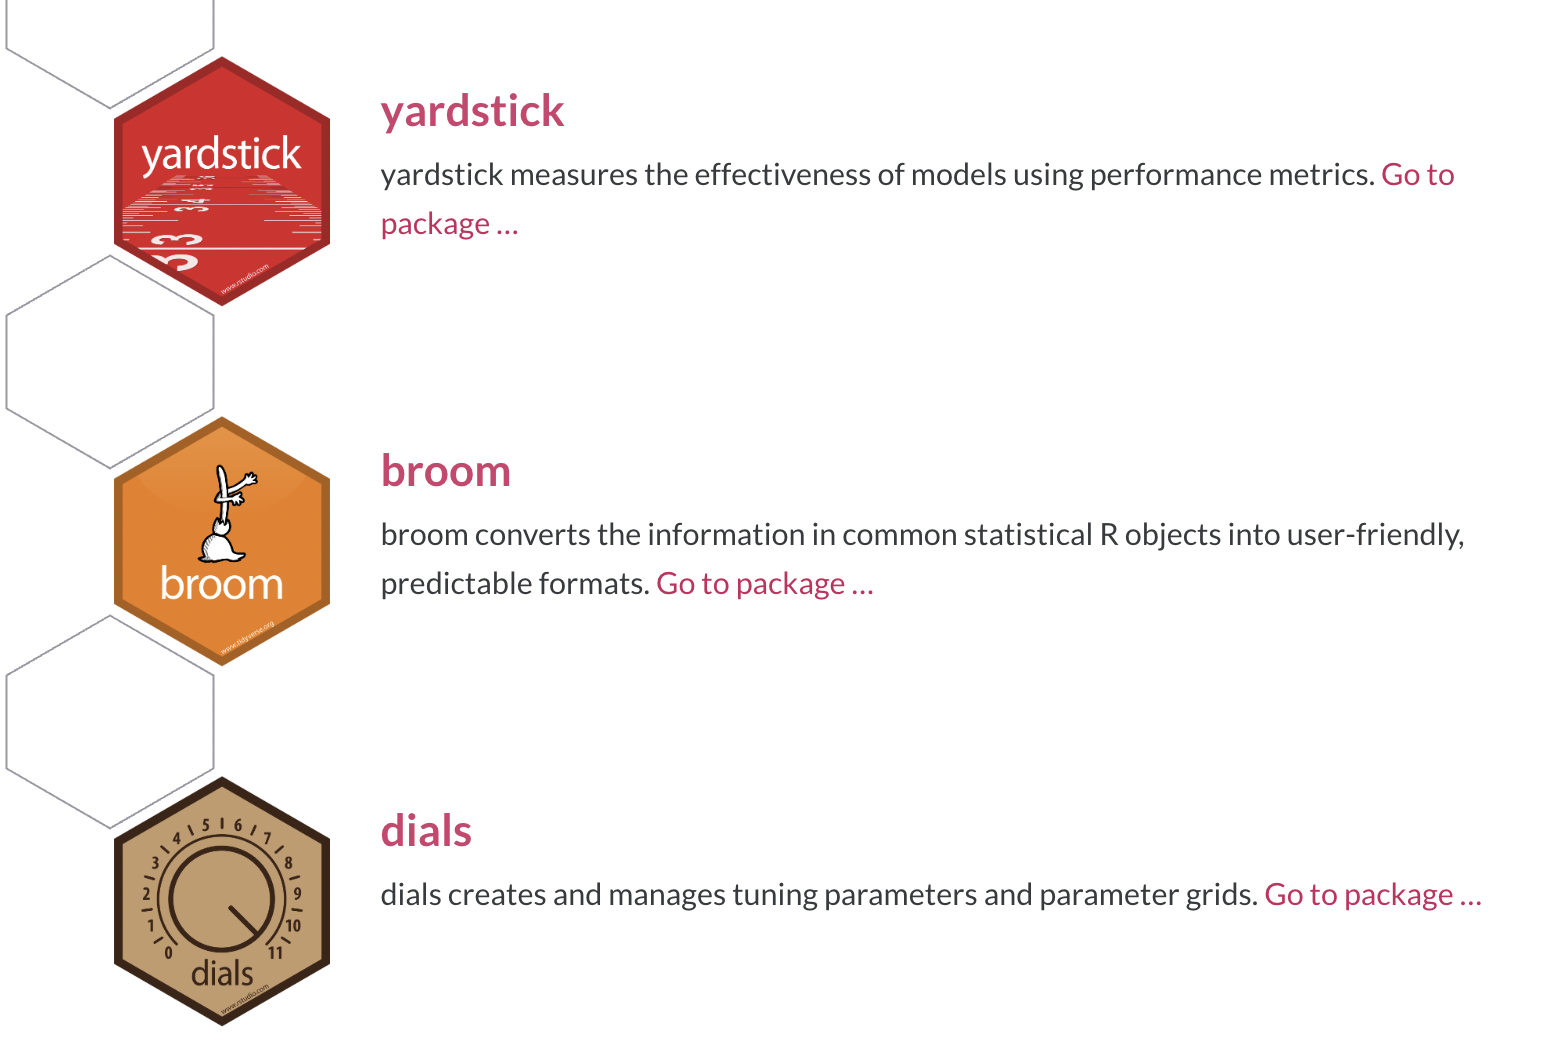 yardstick
yardstick measures the effectiveness of models using performance metrics. Go to
package ...
yardstick
34
33
www.rstudio.com
broom
broom converts the information in common statistical R objects into user-friendly,
predictable formats. Go to package ...
broom
www.tidyverse.org
dials
dials creates and manages tuning parameters and parameter grids. Go to package ...
0 1 2 3 4 5 6 7 8 9 10 11
dials
www.rstudio.com